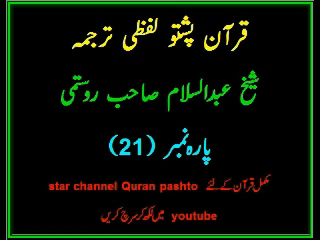 قرآن پشتو لفظی ترجمہ
شیخ عبدالسلام صاحب روستمی
پارہ نمبر (21)
مکمل قرآن کے لئے star channel Quran pashto
youtube میں لکھ کر سرچ کریں